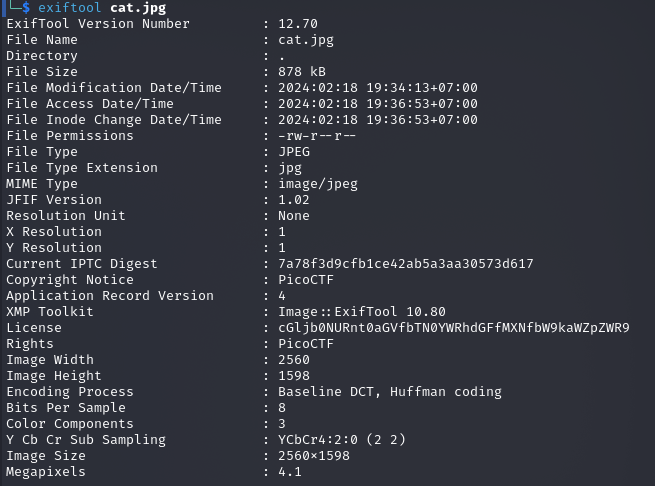 └─$ exiftool cat.jpg
ExifTool Version Number         : 12.70
File Name                       : cat.jpg
Directory                       : .
File Size                       : 878 kB
File Modification Date/Time     : 2024:02:18 19:34:13+07:00
File Access Date/Time           : 2024:02:18 19:36:53+07:00
File Inode Change Date/Time     : 2024:02:18 19:36:53+07:00
File Permissions                : -rw-r--r--
File Type                       : JPEG
File Type Extension             : jpg
MIME Type                       : image/jpeg
JFIF Version                    : 1.02
Resolution Unit                 : None
X Resolution                    : 1
Y Resolution                    : 1
Current IPTC Digest             : 7a78f3d9cfb1ce42ab5a3aa30573d617
Copyright Notice                : PicoCTF
Application Record Version      : 4
XMP Toolkit                     : Image::ExifTool 10.80
License                         : cGljb0NURnt0aGVfbTN0YWRhdGFfMXNfbW9kaWZpZWR9
Rights                          : PicoCTF
Image Width                     : 2560
Image Height                    : 1598
Encoding Process                : Baseline DCT, Huffman coding
Bits Per Sample                 : 8
Color Components                : 3
Y Cb Cr Sub Sampling            : YCbCr4:2:0 (2 2)
Image Size                      : 2560×1598
Megapixels                      : 4.1